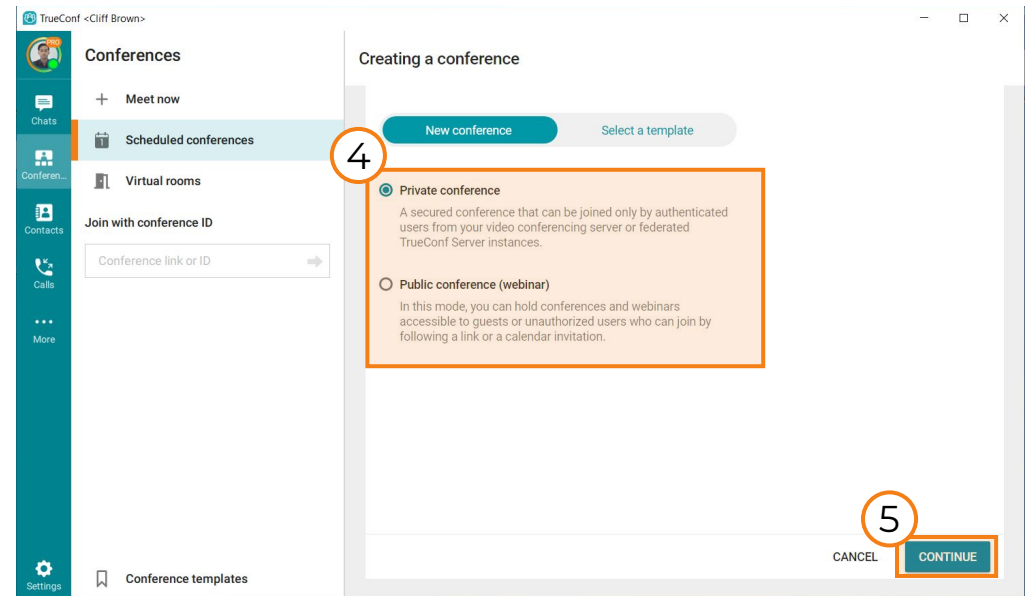 TrueConf <Cliff Brown>
PRO
Chats
Conferen...
Contacts
Calls
More
Settings
Conferences
Meet now
1
Scheduled conferences
Virtual rooms
Join with conference ID
Conference link or ID
Conference templates
Creating a conference
New conference
Select a template
4
Private conference
A secured conference that can be joined only by authenticated
users from your video conferencing server or federated
TrueConf Server instances.
Public conference (webinar)
In this mode, you can hold conferences and webinars
accessible to guests or unauthorized users who can join by
following a link or a calendar invitation.
5
CANCEL
CONTINUE